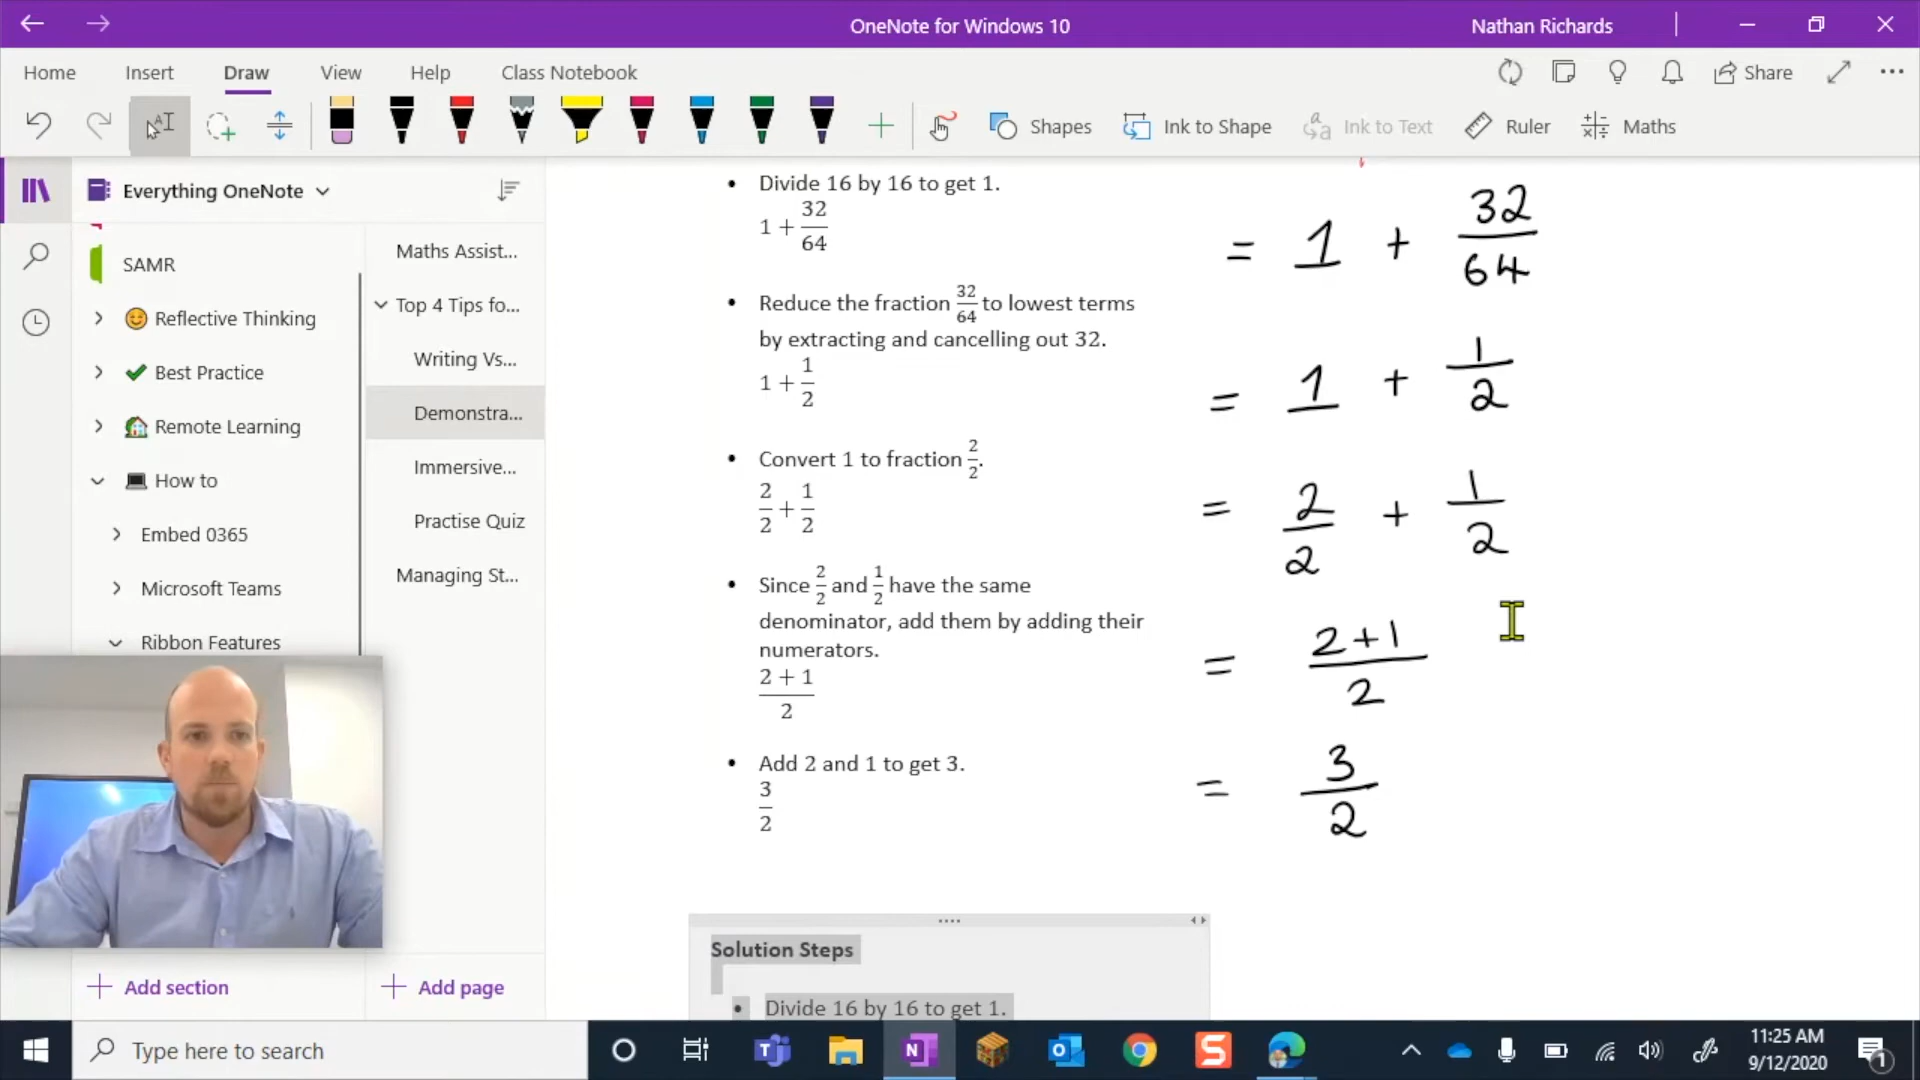 OneNote for Windows 10
Nathan Richards
Home Insert Draw View Help Class Notebook
Share
Shapes Ink to Shape Ink to Text Ruler Maths
Everything OneNote
SAMR
Reflective Thinking
Best Practice
Remote Learning
How to
Embed 0365
Microsoft Teams
Ribbon Features
Add section
Maths Assist...
Top 4 Tips fo...
Writing Vs...
Demonstra...
Immersive...
Practise Quiz
Managing St...
Add page
• Divide 16 by 16 to get 1.
1 + 32/64
• Reduce the fraction 32/64 to lowest terms
by extracting and cancelling out 32.
1 + 1/2
• Convert 1 to fraction 2/2.
2/2 + 1/2
• Since 2/2 and 1/2 have the same
denominator, add them by adding their
numerators.
(2 + 1)/2
• Add 2 and 1 to get 3.
3/2
= 1 + 32/64
= 1 + 1/2
= 2/2 + 1/2
= (2+1)/2
= 3/2
Solution Steps
• Divide 16 by 16 to get 1.
Type here to search
11:25 AM
9/12/2020
1